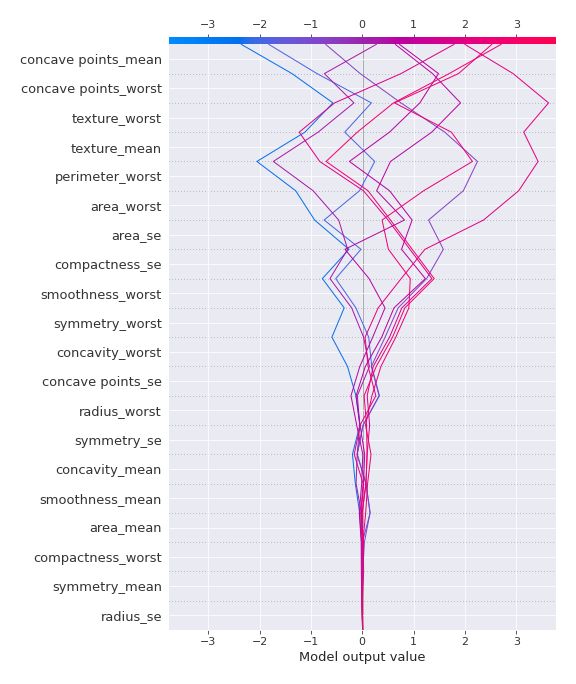 −3 −2 −1 0 1 2 3
concave points_mean
concave points_worst
texture_worst
texture_mean
perimeter_worst
area_worst
area_se
compactness_se
smoothness_worst
symmetry_worst
concavity_worst
concave points_se
radius_worst
symmetry_se
concavity_mean
smoothness_mean
area_mean
compactness_worst
symmetry_mean
radius_se
−3 −2 −1 0 1 2 3
Model output value